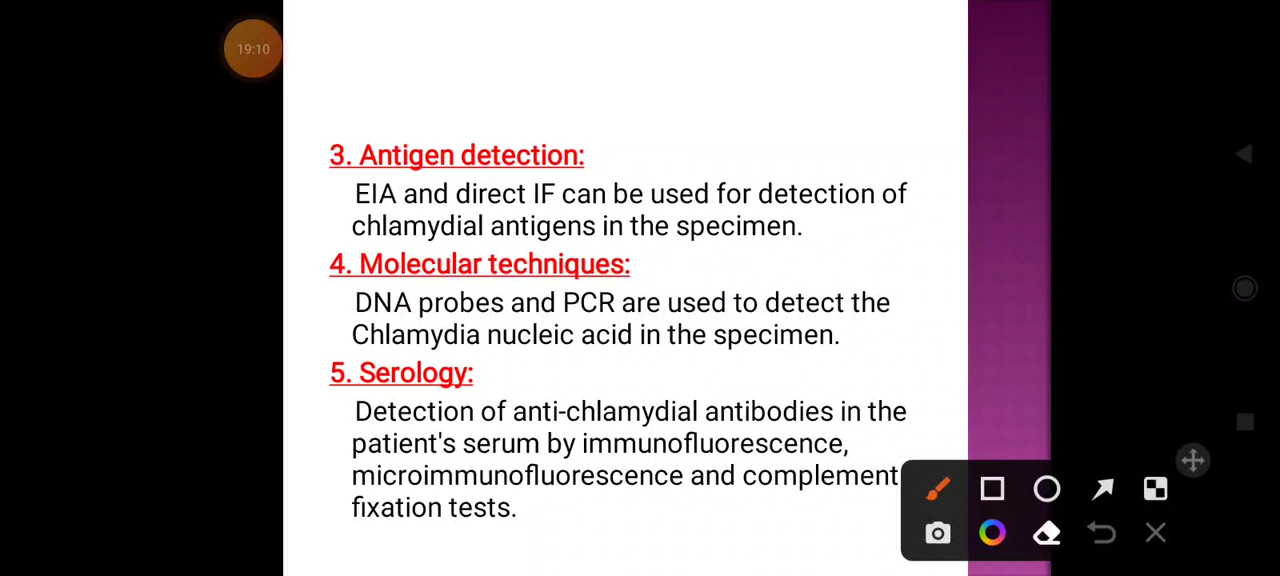 19:10
3. Antigen detection:
EIA and direct IF can be used for detection of
chlamydial antigens in the specimen.
4. Molecular techniques:
DNA probes and PCR are used to detect the
Chlamydia nucleic acid in the specimen.
5. Serology:
Detection of anti-chlamydial antibodies in the
patient's serum by immunofluorescence,
microimmunofluorescence and complement
fixation tests.